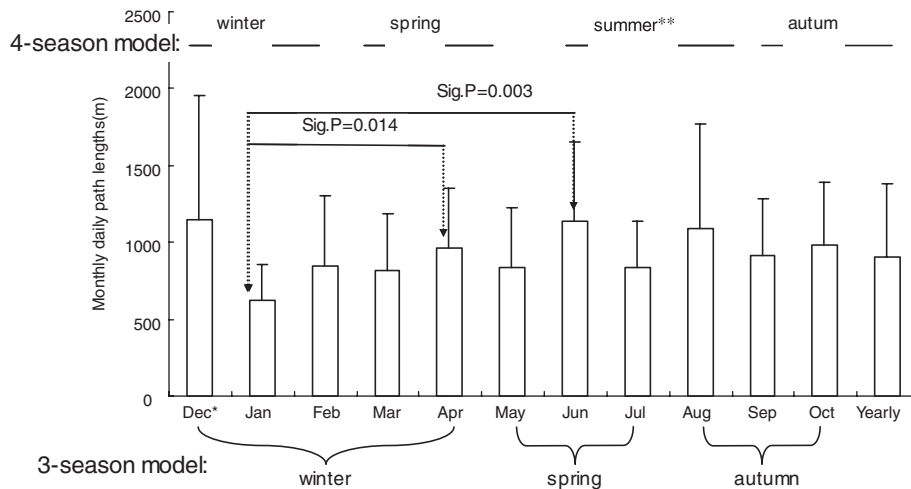 2500
winter spring summer** autum
4-season model:
2000
Sig.P=0.003
Sig.P=0.014
1500
Monthly daily path lengths(m)
1000
500
0
Dec* Jan Feb Mar Apr May Jun Jul Aug Sep Oct Yearly
3-season model:
winter spring autumn